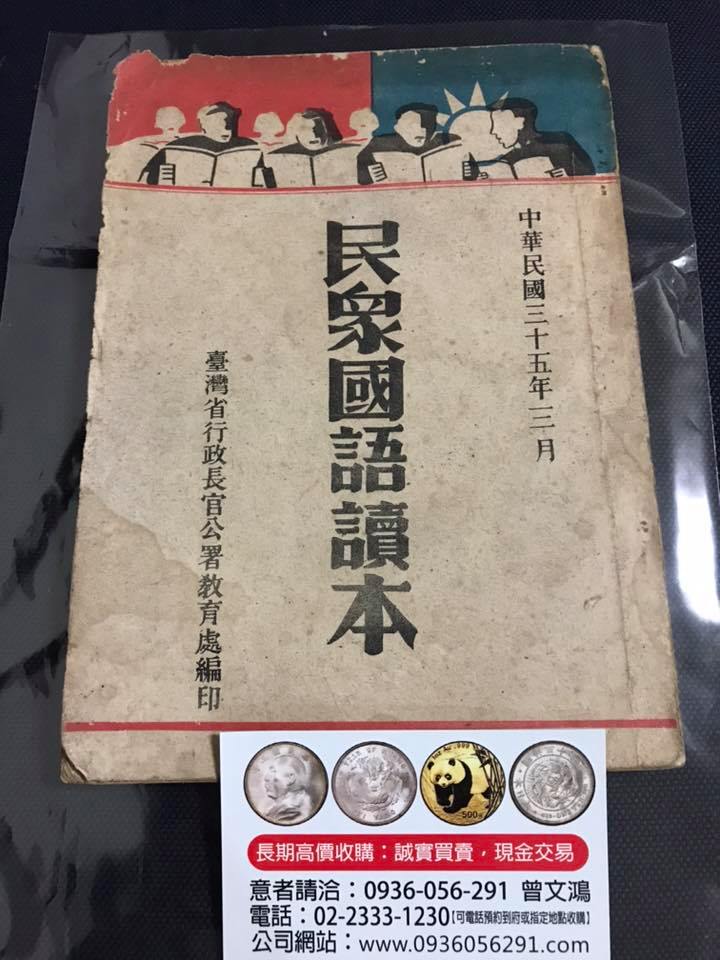 中華民國三十五年三月
民眾國語讀本
臺灣省行政長官公署教育處編印
長期高價收購：誠實買賣，現金交易
意者請洽：0936-056-291 曾文鴻
電話：02-2333-1230【可電話預約到府或指定地點收購】
公司網站：www.0936056291.com